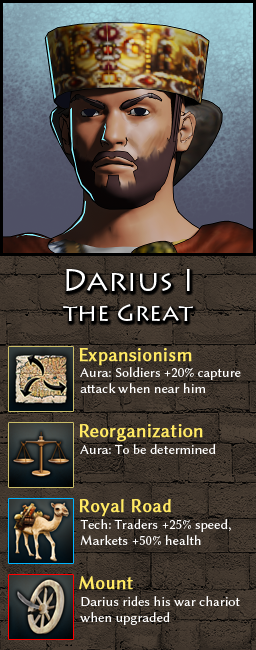 Darius I
the Great
Expansionism
Aura: Soldiers +20% capture
attack when near him
Reorganization
Aura: To be determined
Royal Road
Tech: Traders +25% speed,
Markets +50% health
Mount
Darius rides his war chariot
when upgraded